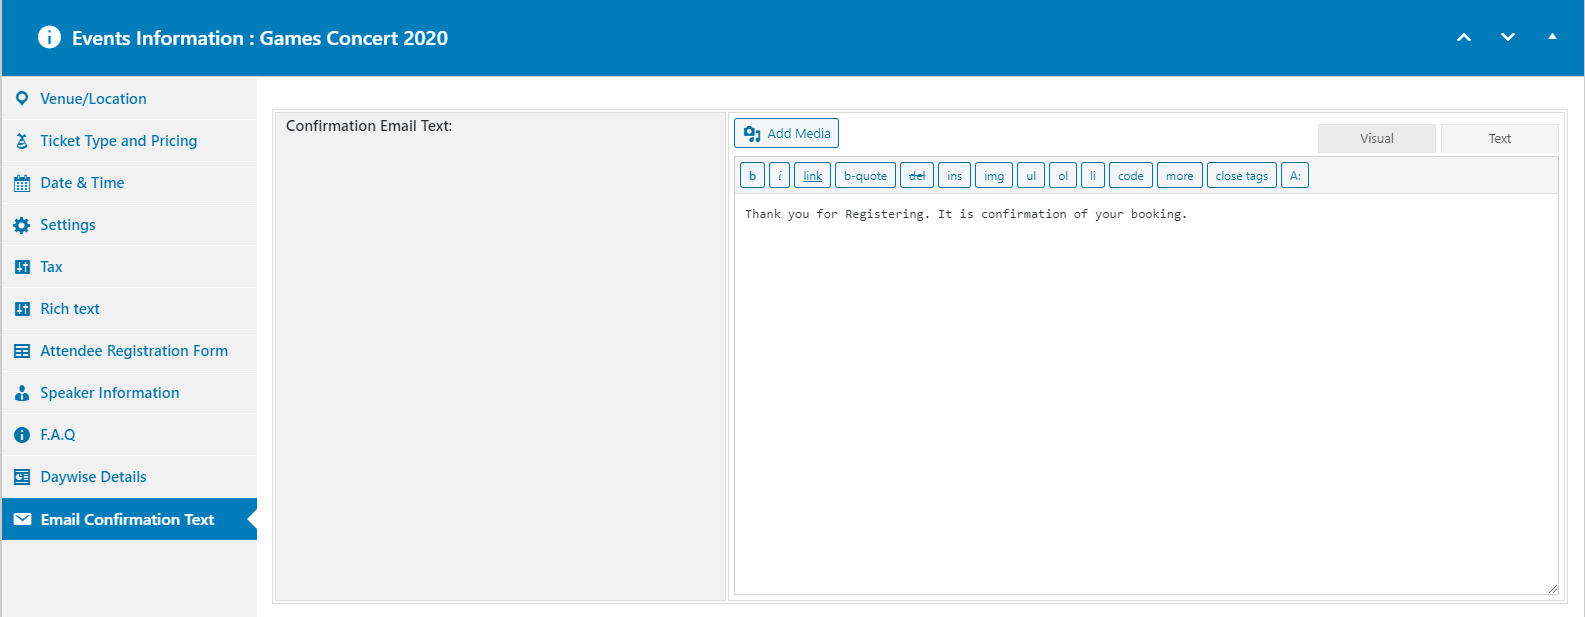 Events Information : Games Concert 2020
Venue/Location
Ticket Type and Pricing
Date & Time
Settings
Tax
Rich text
Attendee Registration Form
Speaker Information
F.A.Q
Daywise Details
Email Confirmation Text
Confirmation Email Text:
Add Media
Visual Text
b i link b-quote del ins img ul ol li code more close tags A:
Thank you for Registering. It is confirmation of your booking.